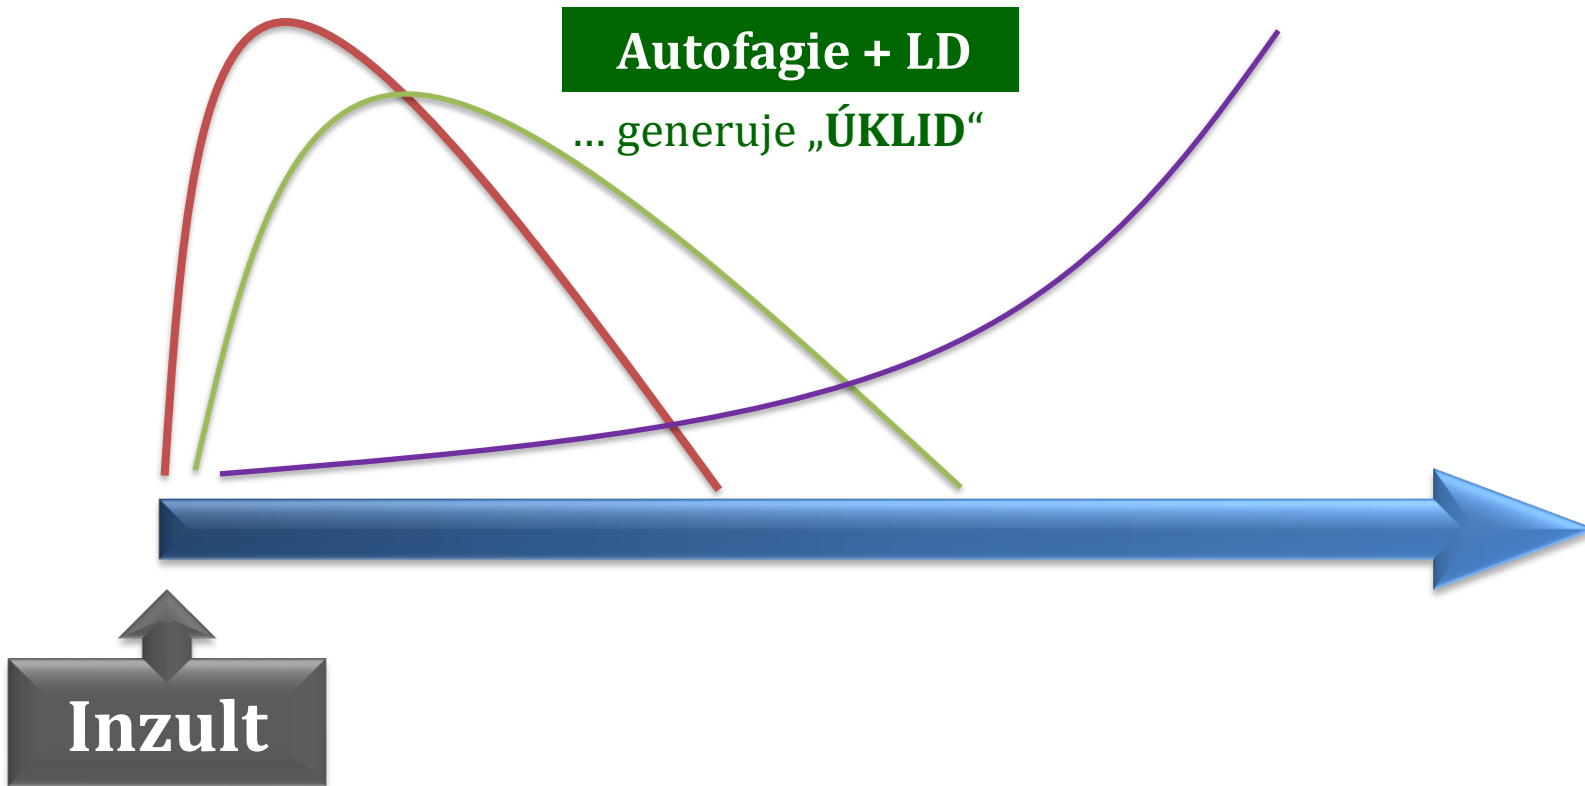 Autofagie + LD
... generuje „ÚKLID“
Inzult